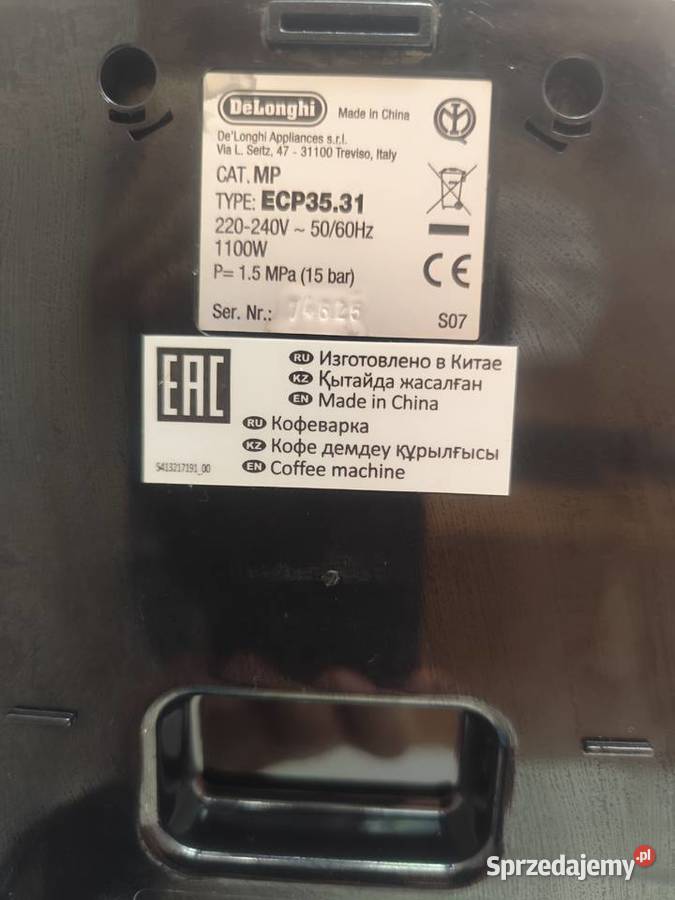 DeLonghi Made in China
De'Longhi Appliances s.r.l.
Via L. Seitz, 47 - 31100 Treviso, Italy
CAT. MP
TYPE: ECP35.31
220-240V ~ 50/60Hz
1100W
P= 1.5 MPa (15 bar)
CE
Ser. Nr.:
S07
EAC
RU Изготовлено в Китае
KZ Қытайда жасалған
EN Made in China
RU Кофеварка
KZ Кофе демдеу құрылғысы
EN Coffee machine
5413217191_00
Sprzedajemy.pl